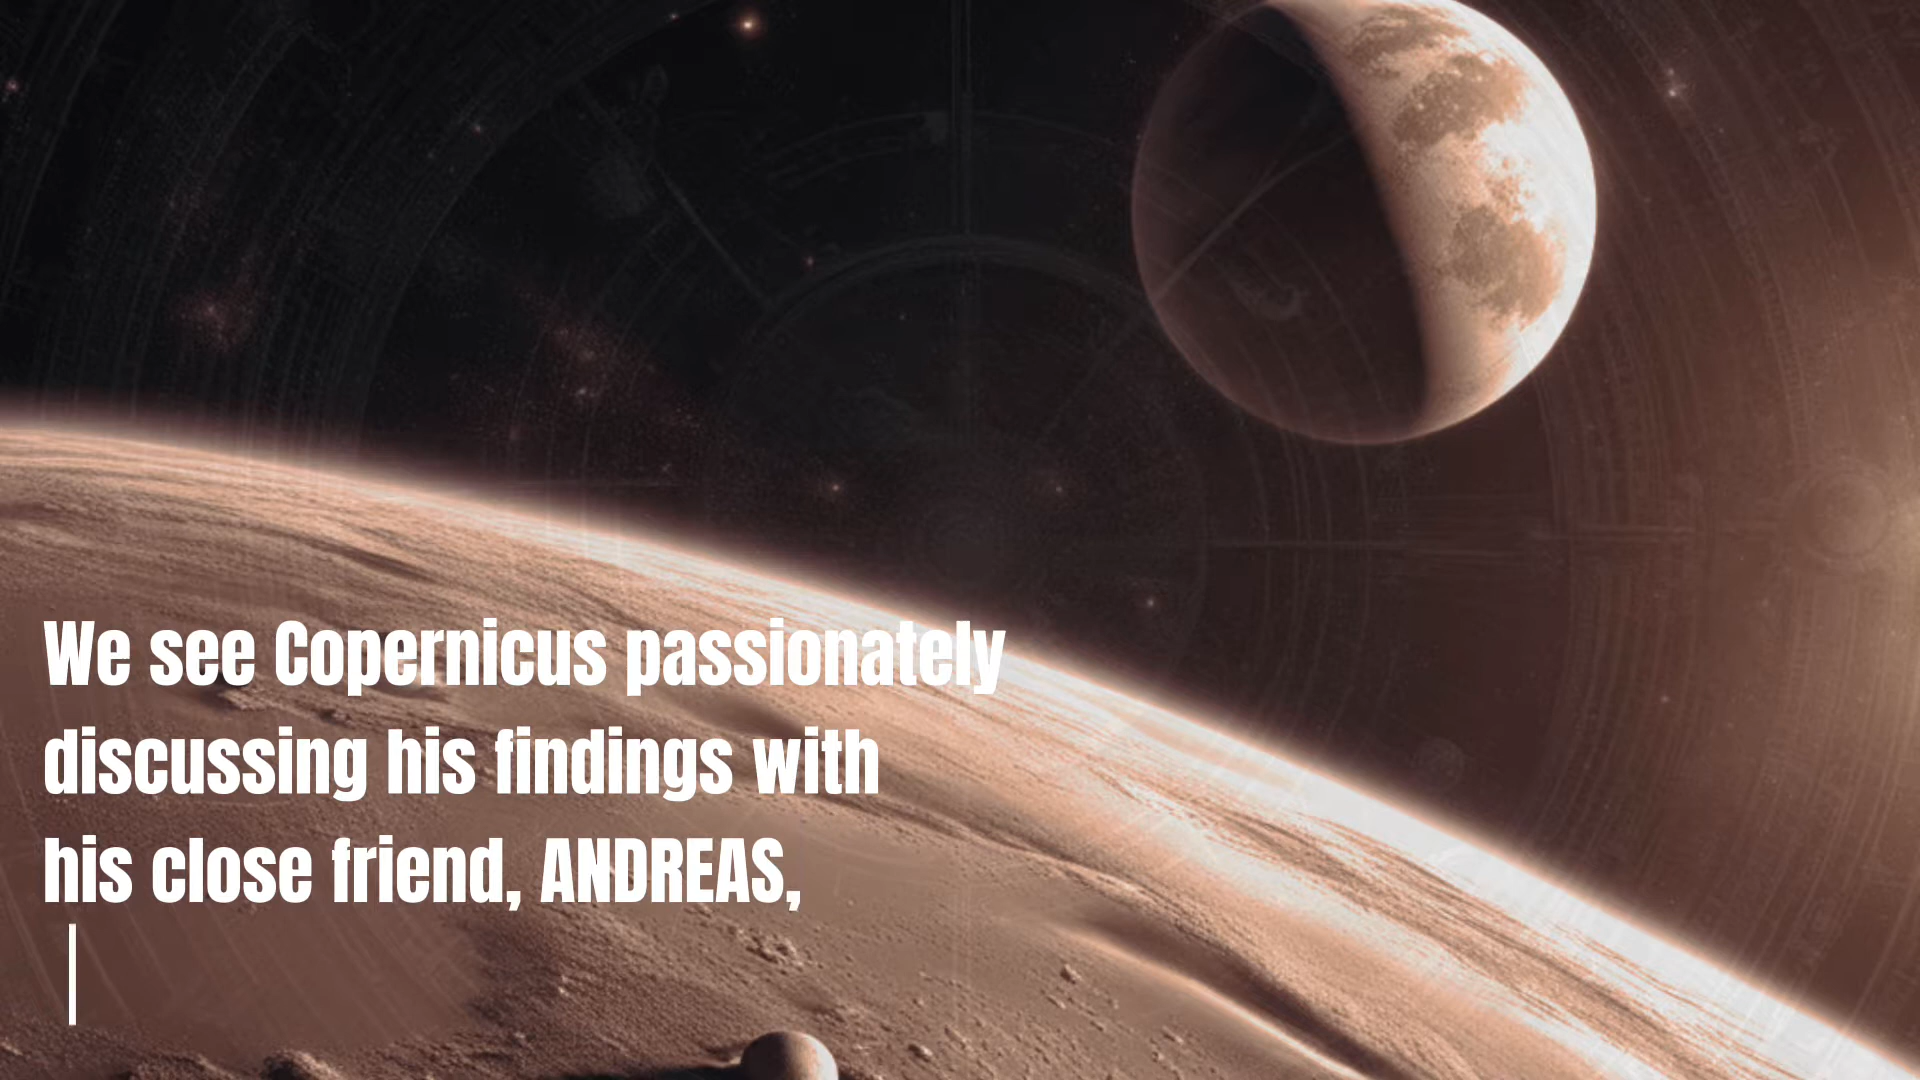 We see Copernicus passionately
discussing his findings with
his close friend, ANDREAS,